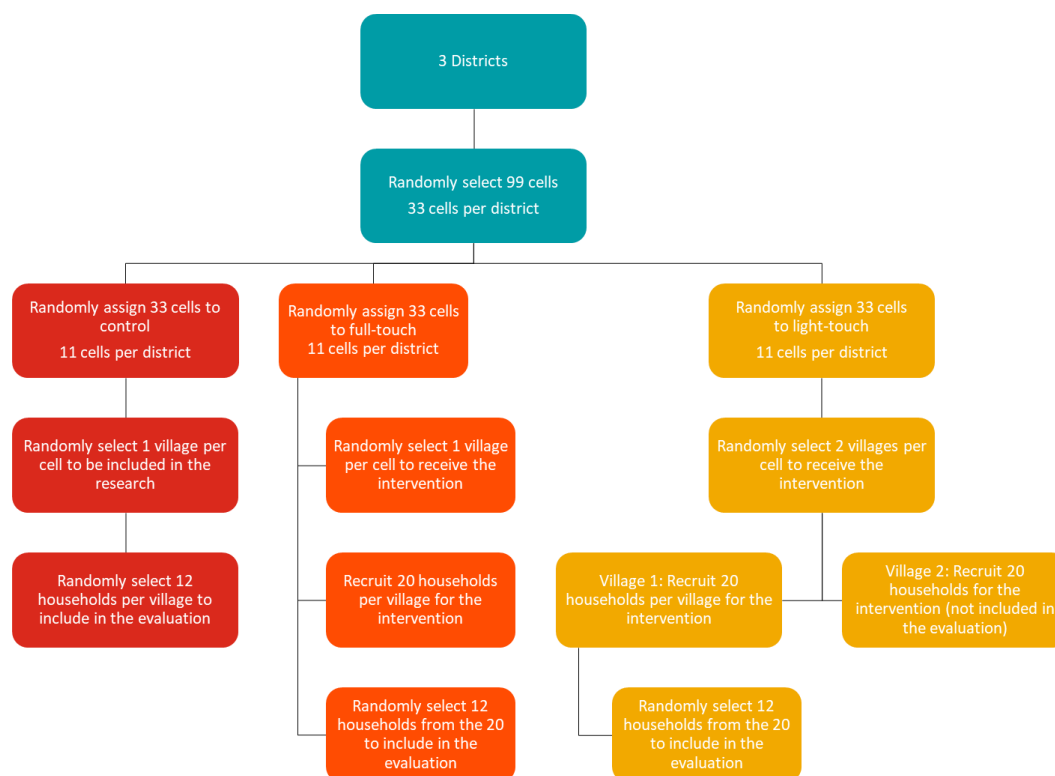 3 Districts
Randomly select 99 cells
33 cells per district
Randomly assign 33 cells to
control
11 cells per district
Randomly assign 33 cells
to full-touch
11 cells per district
Randomly assign 33 cells
to light-touch
11 cells per district
Randomly select 1 village per
cell to be included in the
research
Randomly select 1 village
per cell to receive the
intervention
Randomly select 2 villages per
cell to receive the
intervention
Randomly select 12
households per village to
include in the evaluation
Recruit 20 households
per village for the
intervention
Village 1: Recruit 20
households per village for the
intervention
Village 2: Recruit 20
households for the
intervention (not included in
the evaluation)
Randomly select 12
households from the 20
to include in the
evaluation
Randomly select 12
households from the 20
to include in the
evaluation